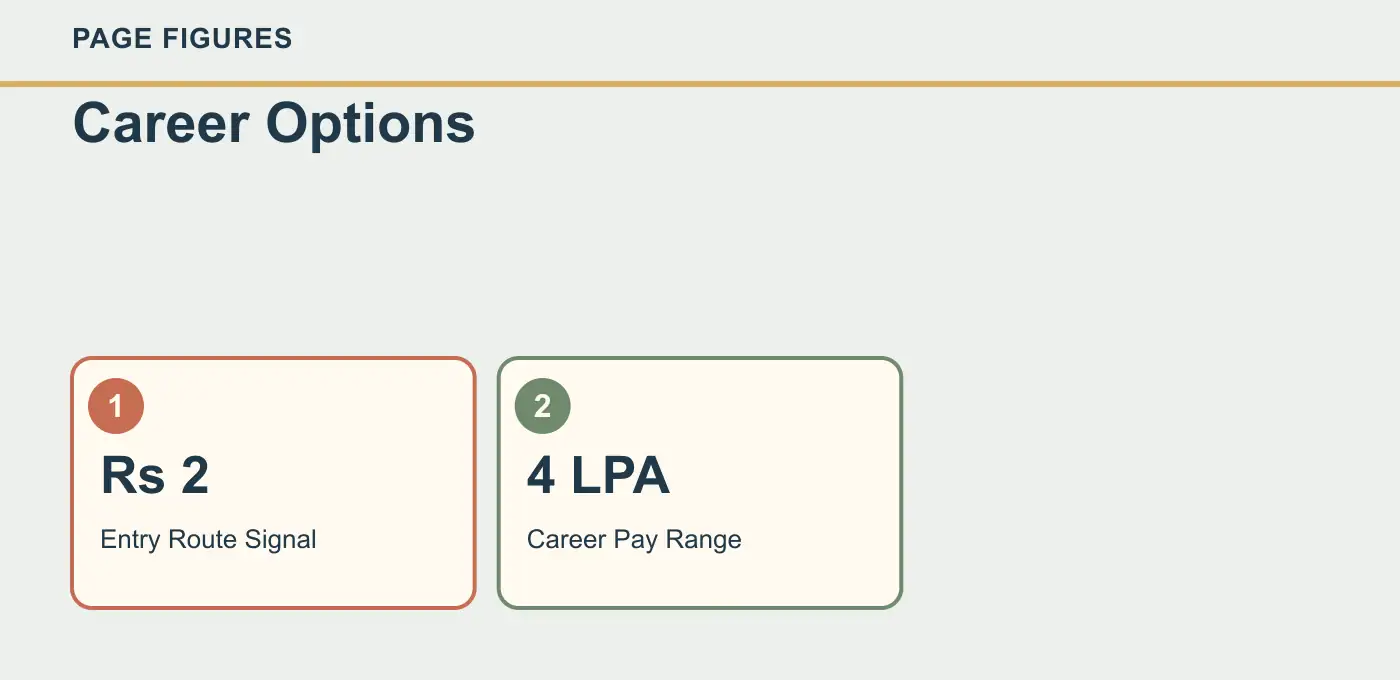 PAGE FIGURES
Career Options
1
Rs 2
Entry Route Signal
2
4 LPA
Career Pay Range